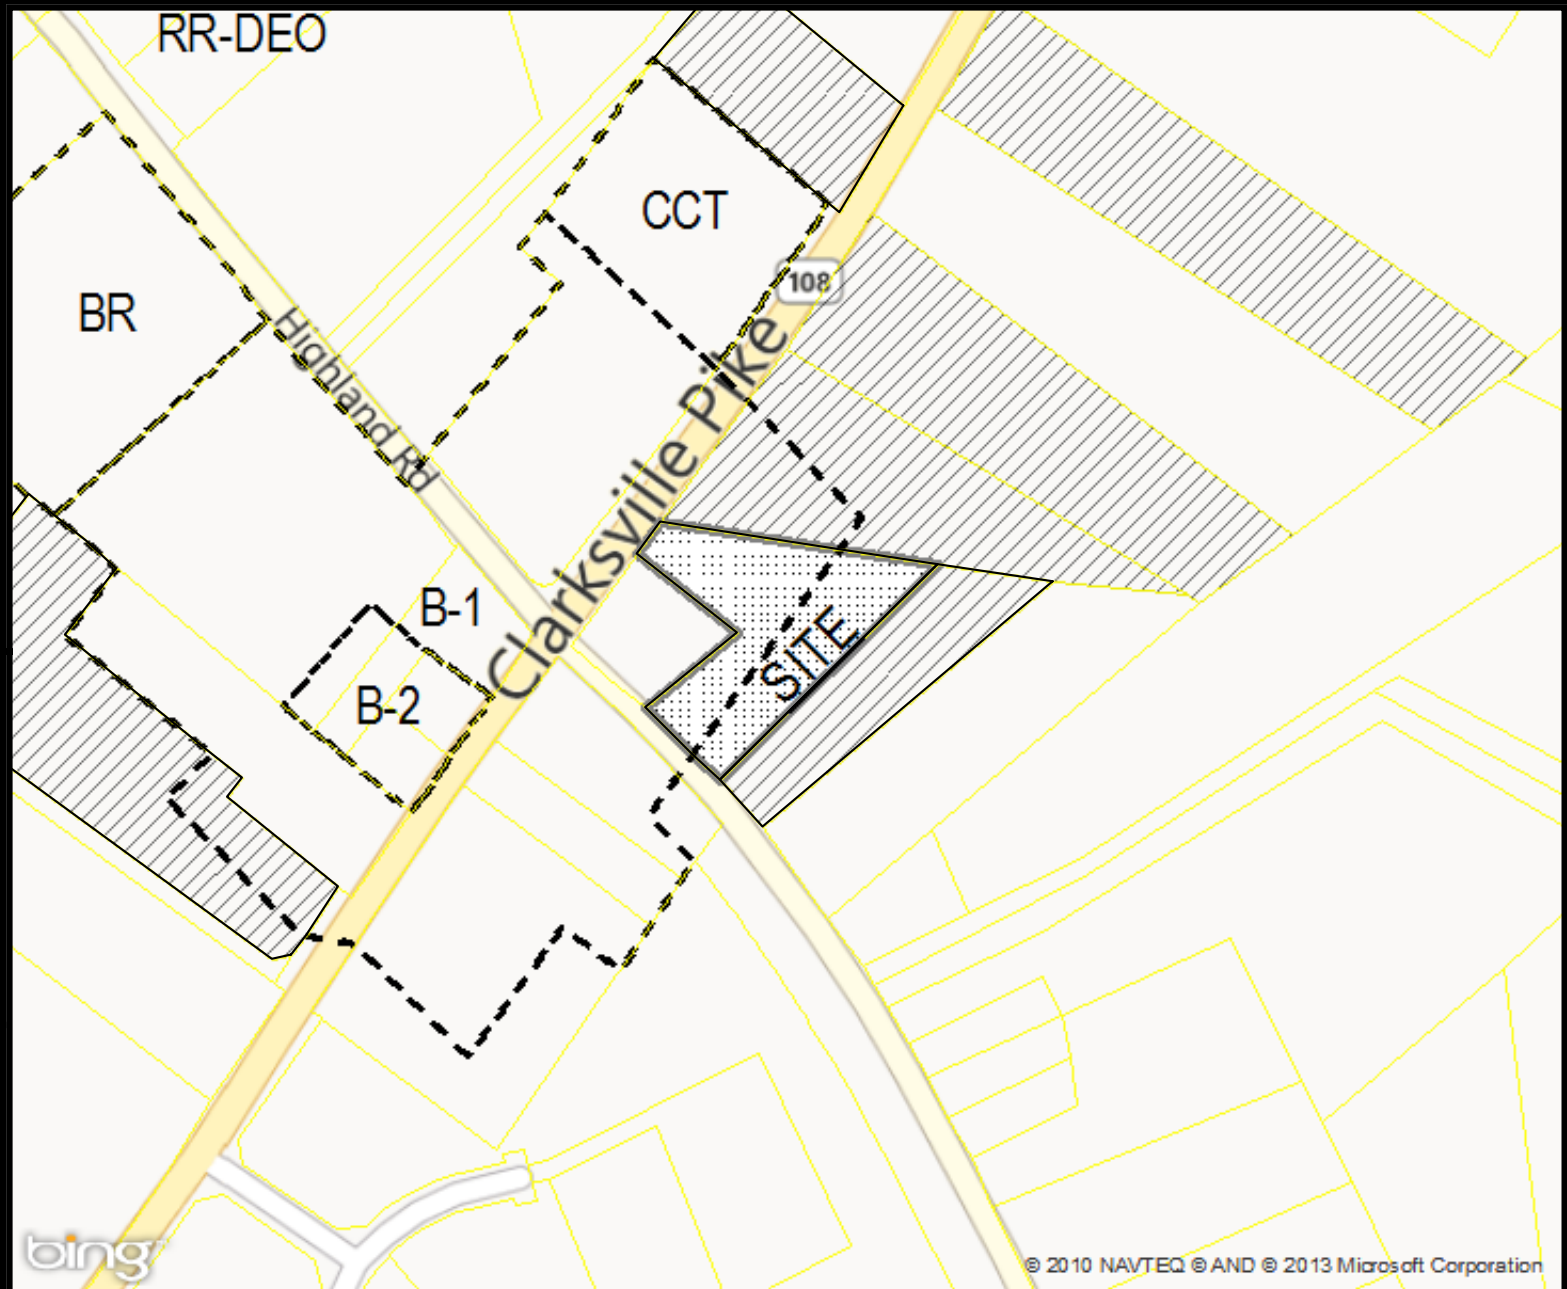 RR-DEO
CCT
108
BR
Highland Rd
Clarksville Pike
B-1
SITE
B-2
bing
© 2010 NAVTEQ © AND © 2013 Microsoft Corporation